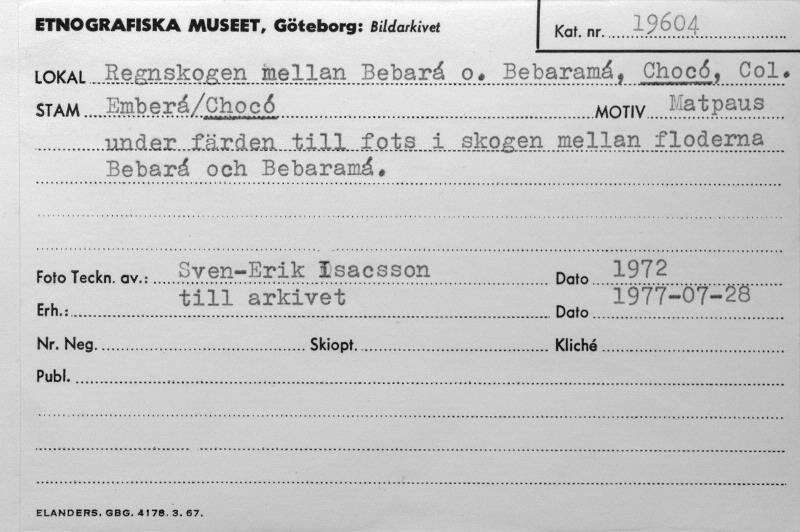 ETNOGRAFISKA MUSEET, Göteborg: Bildarkivet
Kat. nr. 19604
LOKAL Regnskogen mellan Bebará o. Bebaramá, Chocó, Col.
STAM Emberá/Chocó MOTIV Matpaus
under färden till fots i skogen mellan floderna
Bebará och Bebaramá.
Foto Teckn. av.: Sven-Erik Isacsson Dato 1972
Erh.: till arkivet Dato 1977-07-28
Nr. Neg. Skiopt. Kliché
Publ.
ELANDERS. GBG. 4178. 3. 67.